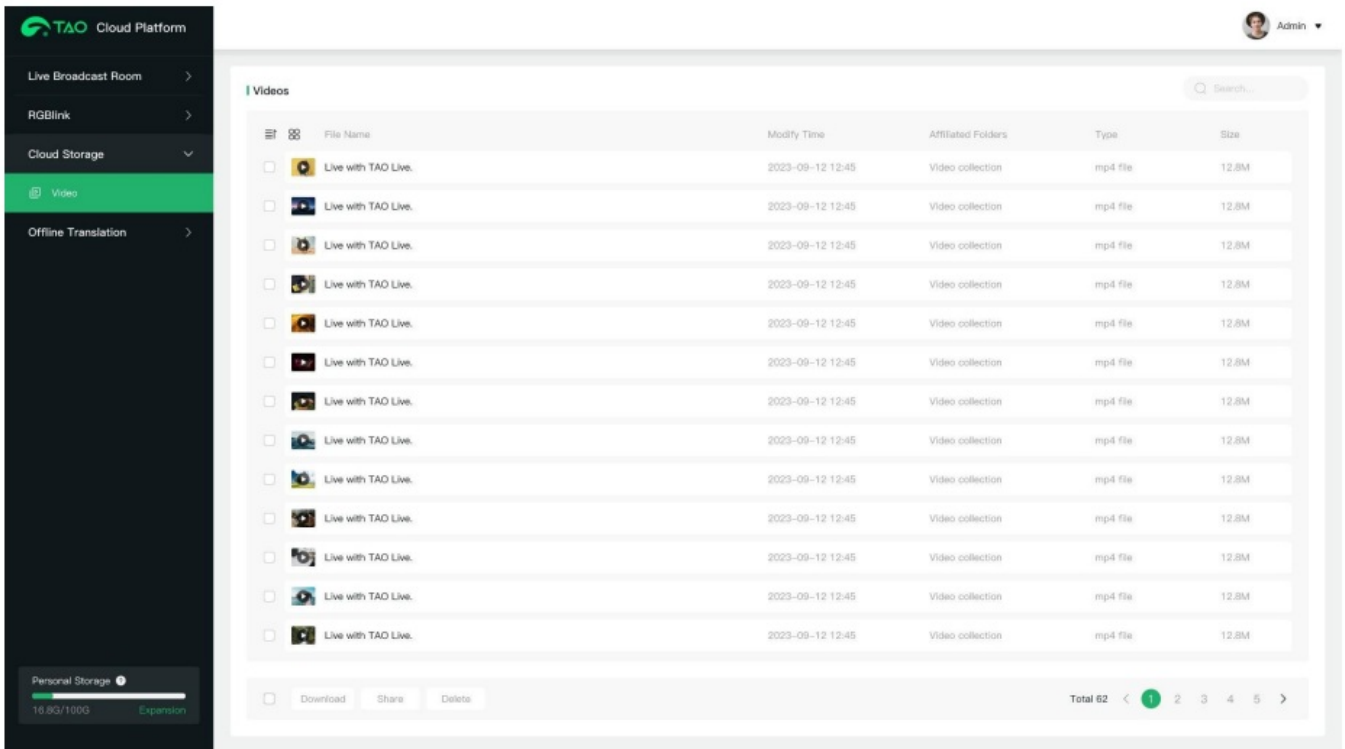 TAO Cloud Platform
Admin
Live Broadcast Room
RGBlink
Cloud Storage
Video
Offline Translation
Videos
Search...
File Name Modify Time Affiliated Folders Type Size
Live with TAO Live. 2023-09-12 12:45 Video collection mp4 file 12.8M
Live with TAO Live. 2023-09-12 12:45 Video collection mp4 file 12.8M
Live with TAO Live. 2023-09-12 12:45 Video collection mp4 file 12.8M
Live with TAO Live. 2023-09-12 12:45 Video collection mp4 file 12.8M
Live with TAO Live. 2023-09-12 12:45 Video collection mp4 file 12.8M
Live with TAO Live. 2023-09-12 12:45 Video collection mp4 file 12.8M
Live with TAO Live. 2023-09-12 12:45 Video collection mp4 file 12.8M
Live with TAO Live. 2023-09-12 12:45 Video collection mp4 file 12.8M
Live with TAO Live. 2023-09-12 12:45 Video collection mp4 file 12.8M
Live with TAO Live. 2023-09-12 12:45 Video collection mp4 file 12.8M
Live with TAO Live. 2023-09-12 12:45 Video collection mp4 file 12.8M
Live with TAO Live. 2023-09-12 12:45 Video collection mp4 file 12.8M
Live with TAO Live. 2023-09-12 12:45 Video collection mp4 file 12.8M
Personal Storage
16.8G/100G Expansion
Download Share Delete
Total 62 < 1 2 3 4 5 >